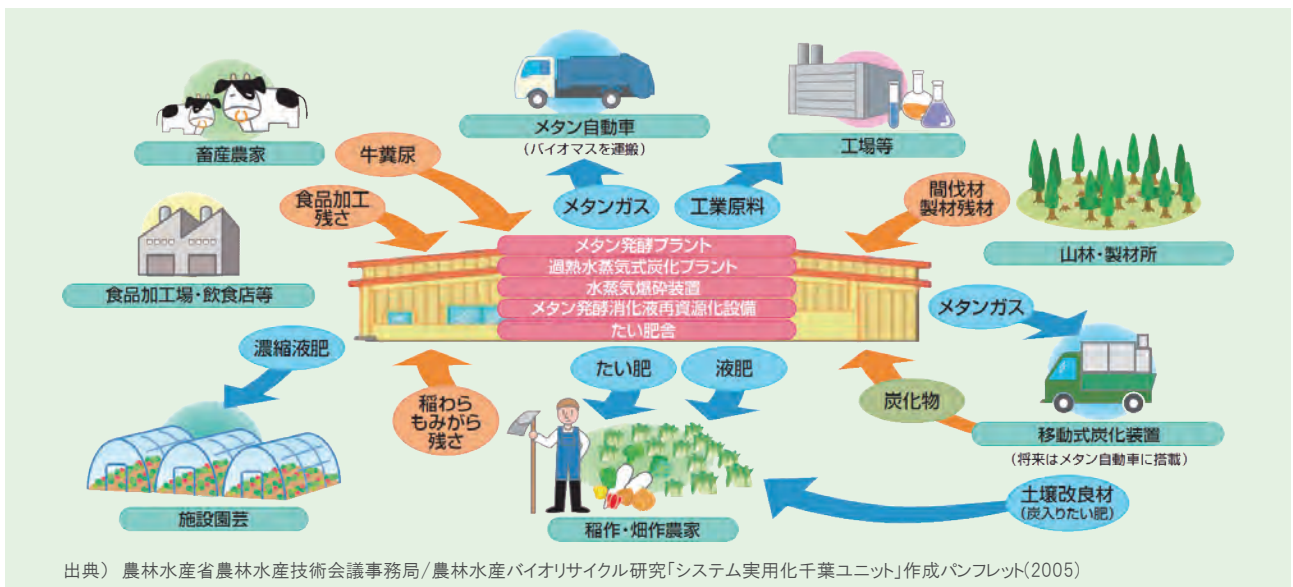 畜産農家
牛糞尿
メタン自動車
(バイオマスを運搬)
工場等
食品加工
残さ
メタンガス
工業原料
間伐材
製材残材
山林・製材所
食品加工場・飲食店等
メタン発酵プラント
過熱水蒸気式炭化プラント
水蒸気爆砕装置
メタン発酵消化液再資源化設備
たい肥舎
メタンガス
濃縮液肥
たい肥
液肥
稲わら
もみがら
残さ
炭化物
移動式炭化装置
(将来はメタン自動車に搭載)
施設園芸
稲作・畑作農家
土壌改良材
(炭入りたい肥)
出典） 農林水産省農林水産技術会議事務局/農林水産バイオリサイクル研究「システム実用化千葉ユニット」作成パンフレット(2005)